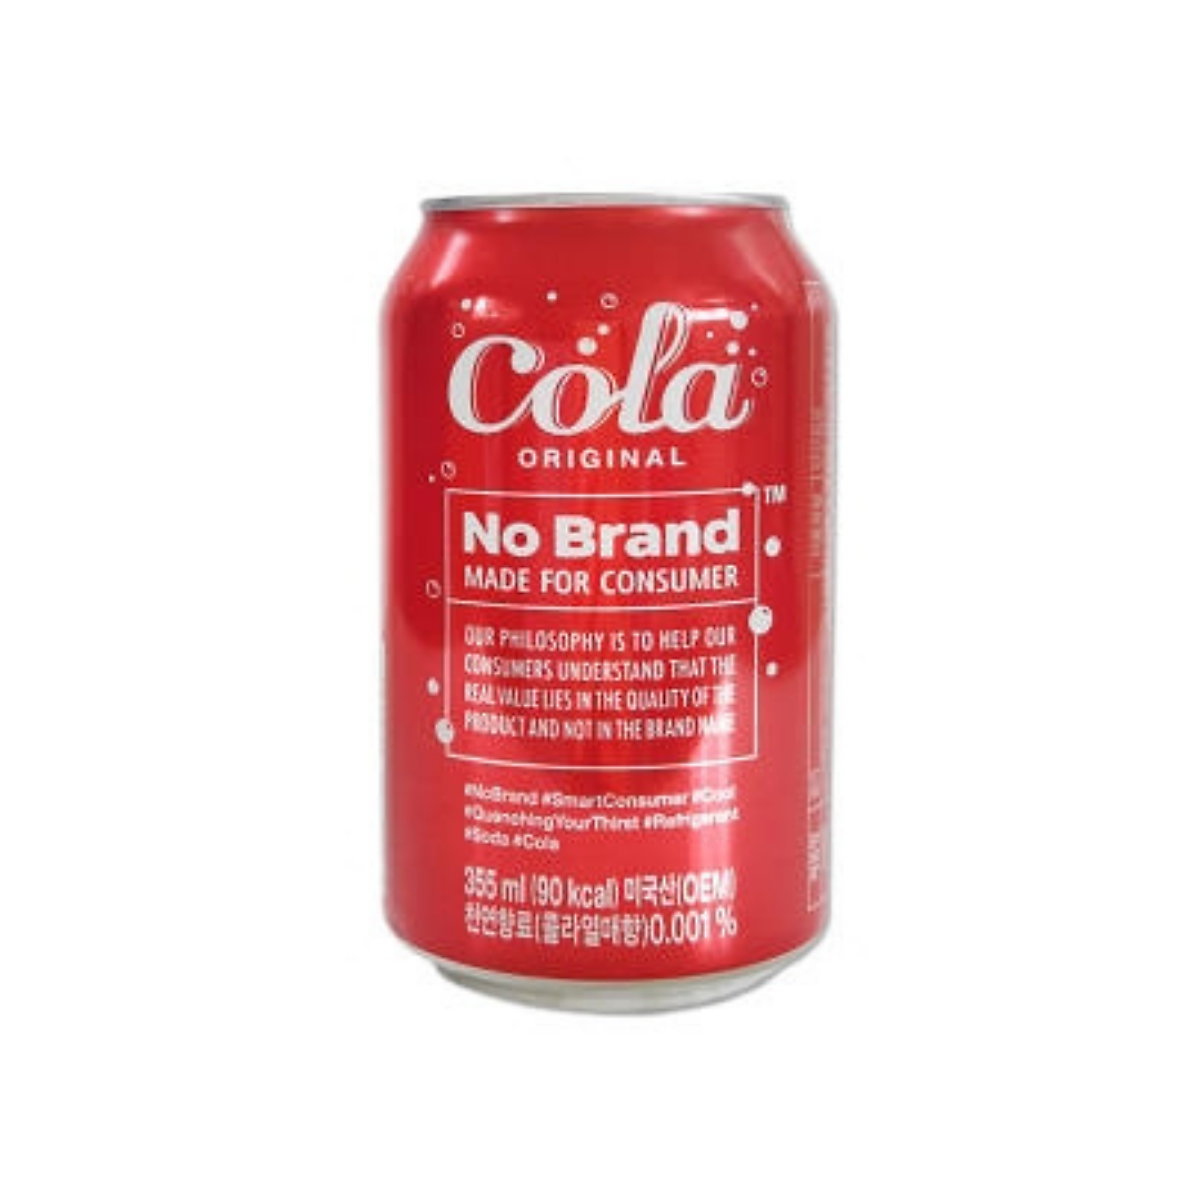 Cola
ORIGINAL
TM
No Brand
MADE FOR CONSUMER
OUR PHILOSOPHY IS TO HELP OUR
CONSUMERS UNDERSTAND THAT THE
REAL VALUE LIES IN THE QUALITY OF THE
PRODUCT AND NOT IN THE BRAND NAME
#NoBrand #SmartConsumer #Cool
#QuenchingYourThirst #Refrigerant
#Soda #Cola
355 ml (90 kcal) 미국산(OEM)
천연향료(콜라일매향)0.001%